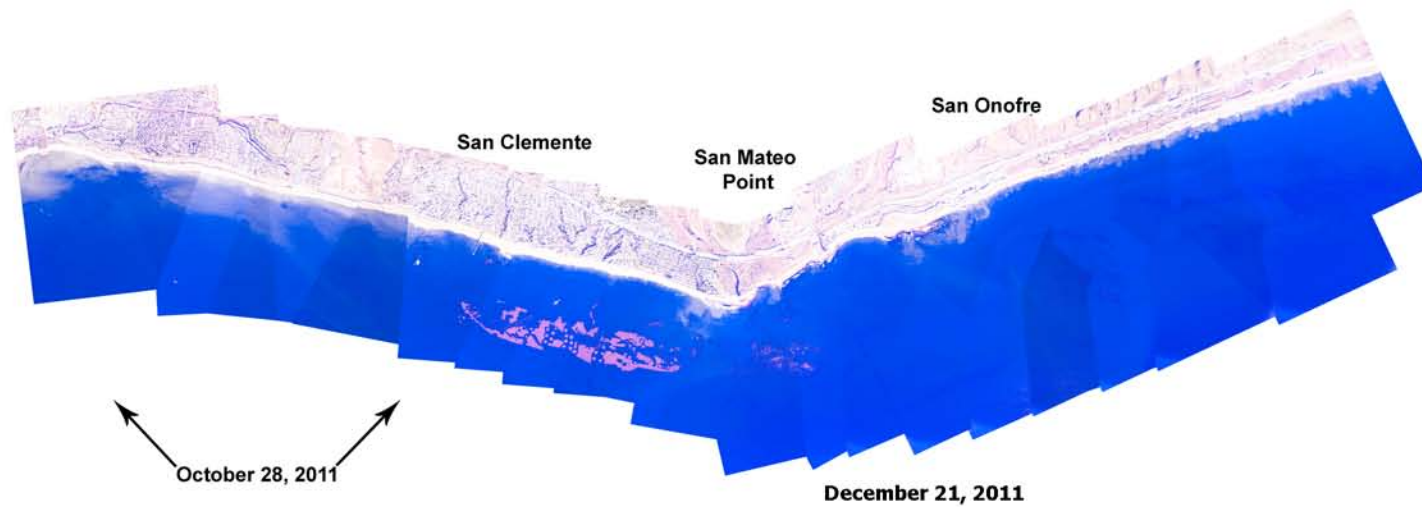 San Clemente
San Mateo
Point
San Onofre
October 28, 2011
December 21, 2011